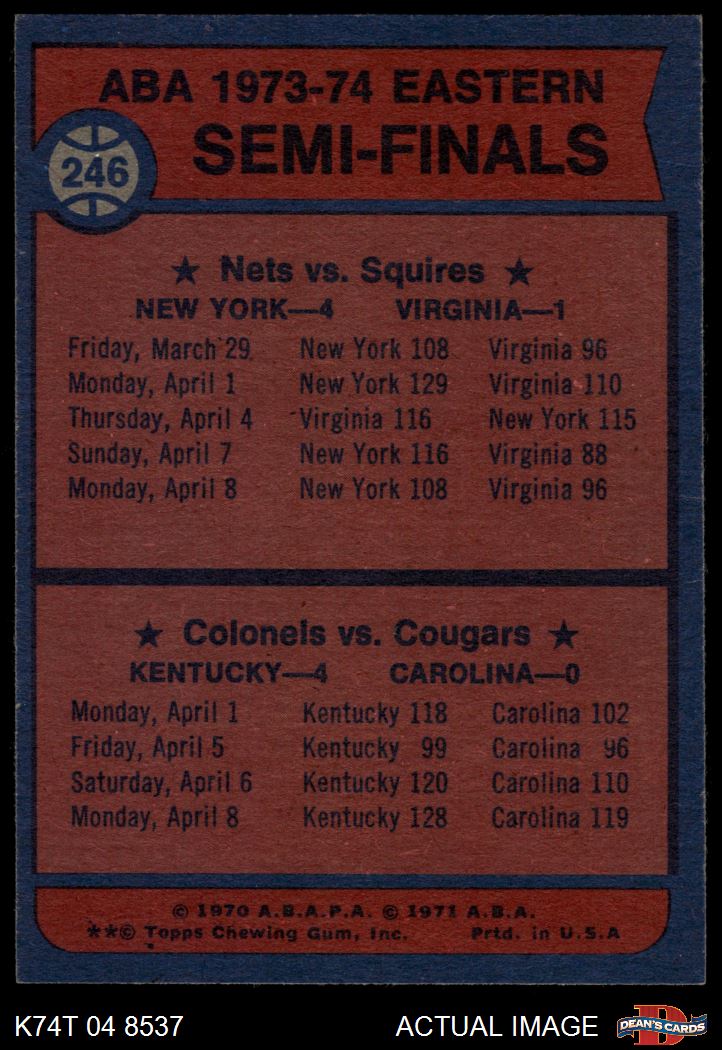 ABA 1973-74 EASTERN
SEMI-FINALS
246
★ Nets vs. Squires ★
NEW YORK—4 VIRGINIA—1
Friday, March 29 New York 108 Virginia 96
Monday, April 1 New York 129 Virginia 110
Thursday, April 4 Virginia 116 New York 115
Sunday, April 7 New York 116 Virginia 88
Monday, April 8 New York 108 Virginia 96
★ Colonels vs. Cougars ★
KENTUCKY—4 CAROLINA—0
Monday, April 1 Kentucky 118 Carolina 102
Friday, April 5 Kentucky 99 Carolina 96
Saturday, April 6 Kentucky 120 Carolina 110
Monday, April 8 Kentucky 128 Carolina 119
© 1970 A.B.A.P.A. © 1971 A.B.A.
**© Topps Chewing Gum, Inc. Prtd. in U.S.A
K74T 04 8537 ACTUAL IMAGE D DEAN'S CARDS